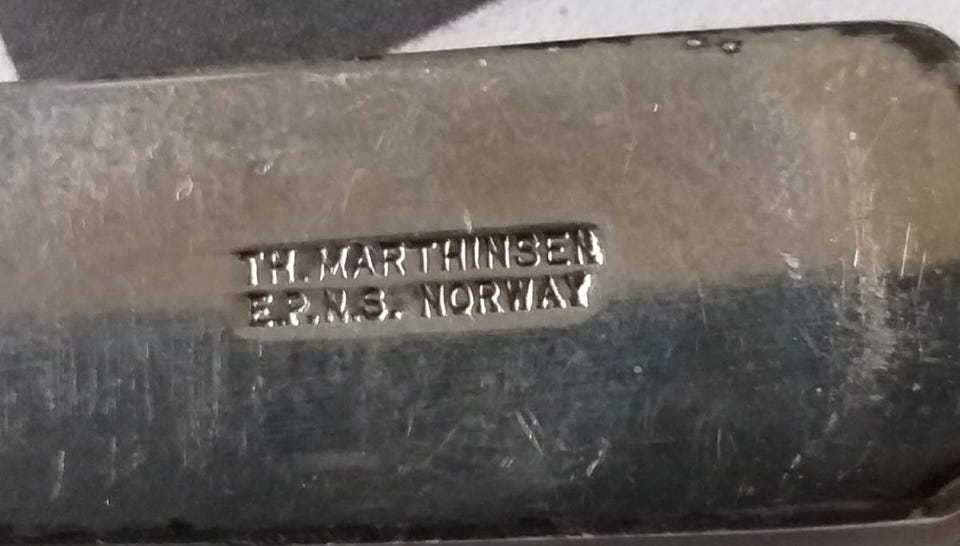 TH. MARTHINSEN
E.P.N.S. NORWAY